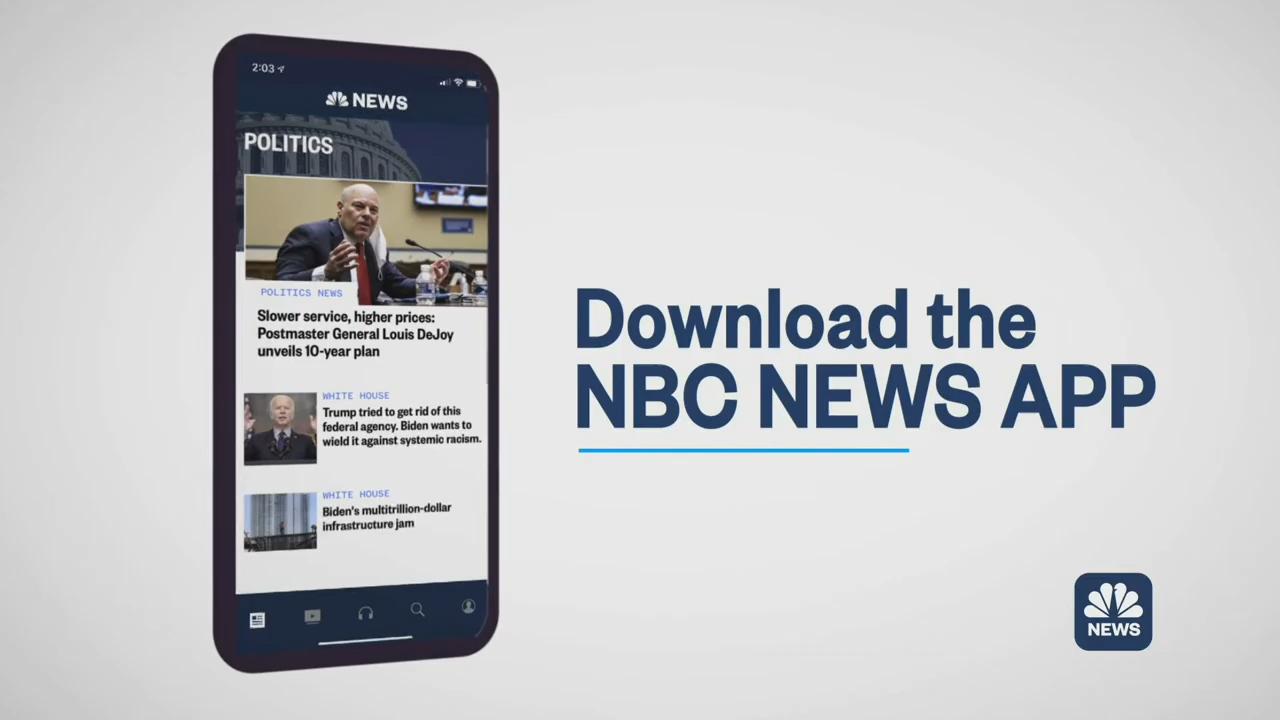 2:03
NEWS
POLITICS
POLITICS NEWS
Slower service, higher prices:
Postmaster General Louis DeJoy
unveils 10-year plan
WHITE HOUSE
Trump tried to get rid of this
federal agency. Biden wants to
wield it against systemic racism.
WHITE HOUSE
Biden's multitrillion-dollar
infrastructure jam
Download the
NBC NEWS APP
NEWS